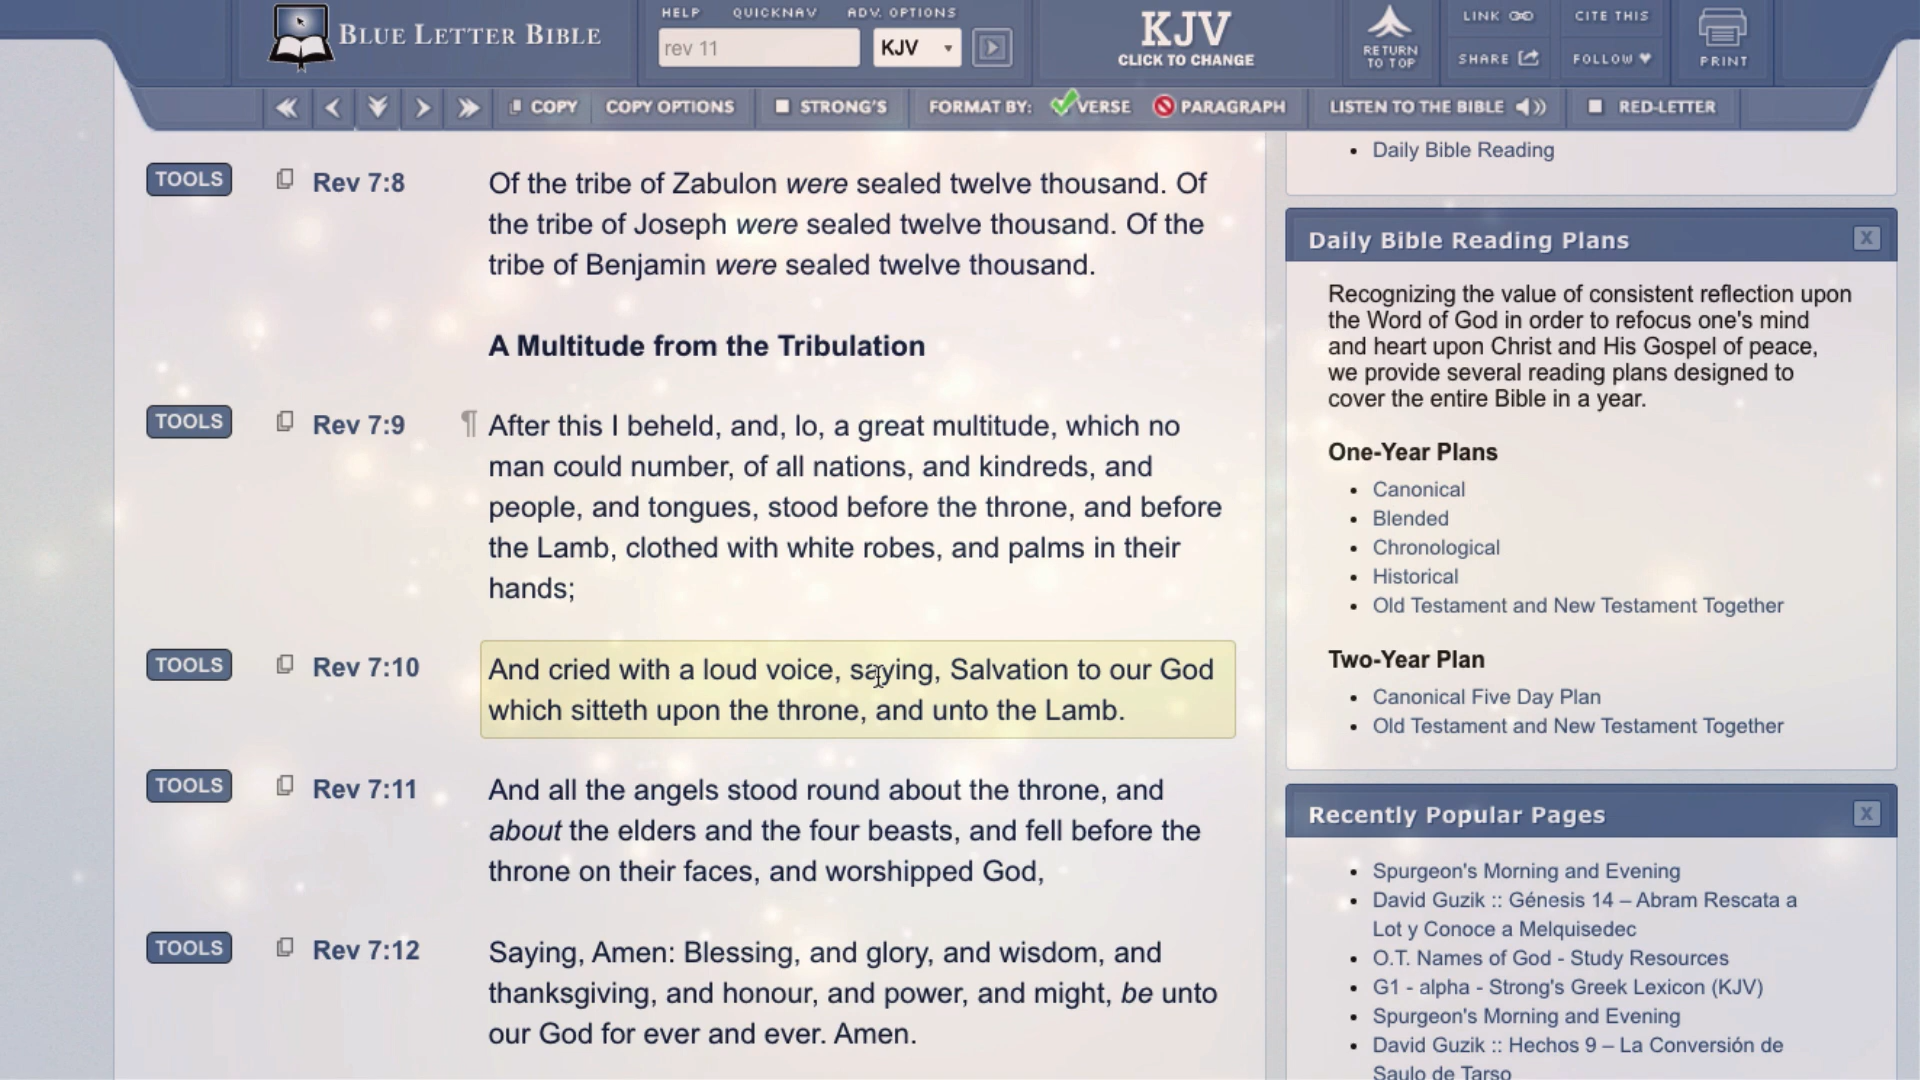 BLUE LETTER BIBLE
HELP QUICKNAV ADV. OPTIONS
rev 11 KJV
KJV
CLICK TO CHANGE
RETURN
TO TOP
LINK
SHARE
CITE THIS
FOLLOW
PRINT
COPY COPY OPTIONS STRONG'S FORMAT BY: VERSE PARAGRAPH LISTEN TO THE BIBLE RED-LETTER
TOOLS Rev 7:8 Of the tribe of Zabulon were sealed twelve thousand. Of
the tribe of Joseph were sealed twelve thousand. Of the
tribe of Benjamin were sealed twelve thousand.
A Multitude from the Tribulation
TOOLS Rev 7:9 ¶ After this I beheld, and, lo, a great multitude, which no
man could number, of all nations, and kindreds, and
people, and tongues, stood before the throne, and before
the Lamb, clothed with white robes, and palms in their
hands;
TOOLS Rev 7:10 And cried with a loud voice, saying, Salvation to our God
which sitteth upon the throne, and unto the Lamb.
TOOLS Rev 7:11 And all the angels stood round about the throne, and
about the elders and the four beasts, and fell before the
throne on their faces, and worshipped God,
TOOLS Rev 7:12 Saying, Amen: Blessing, and glory, and wisdom, and
thanksgiving, and honour, and power, and might, be unto
our God for ever and ever. Amen.
• Daily Bible Reading
Daily Bible Reading Plans X
Recognizing the value of consistent reflection upon
the Word of God in order to refocus one's mind
and heart upon Christ and His Gospel of peace,
we provide several reading plans designed to
cover the entire Bible in a year.
One-Year Plans
• Canonical
• Blended
• Chronological
• Historical
• Old Testament and New Testament Together
Two-Year Plan
• Canonical Five Day Plan
• Old Testament and New Testament Together
Recently Popular Pages X
• Spurgeon's Morning and Evening
• David Guzik :: Génesis 14 – Abram Rescata a
Lot y Conoce a Melquisedec
• O.T. Names of God - Study Resources
• G1 - alpha - Strong's Greek Lexicon (KJV)
• Spurgeon's Morning and Evening
• David Guzik :: Hechos 9 – La Conversión de
Saulo de Tarso